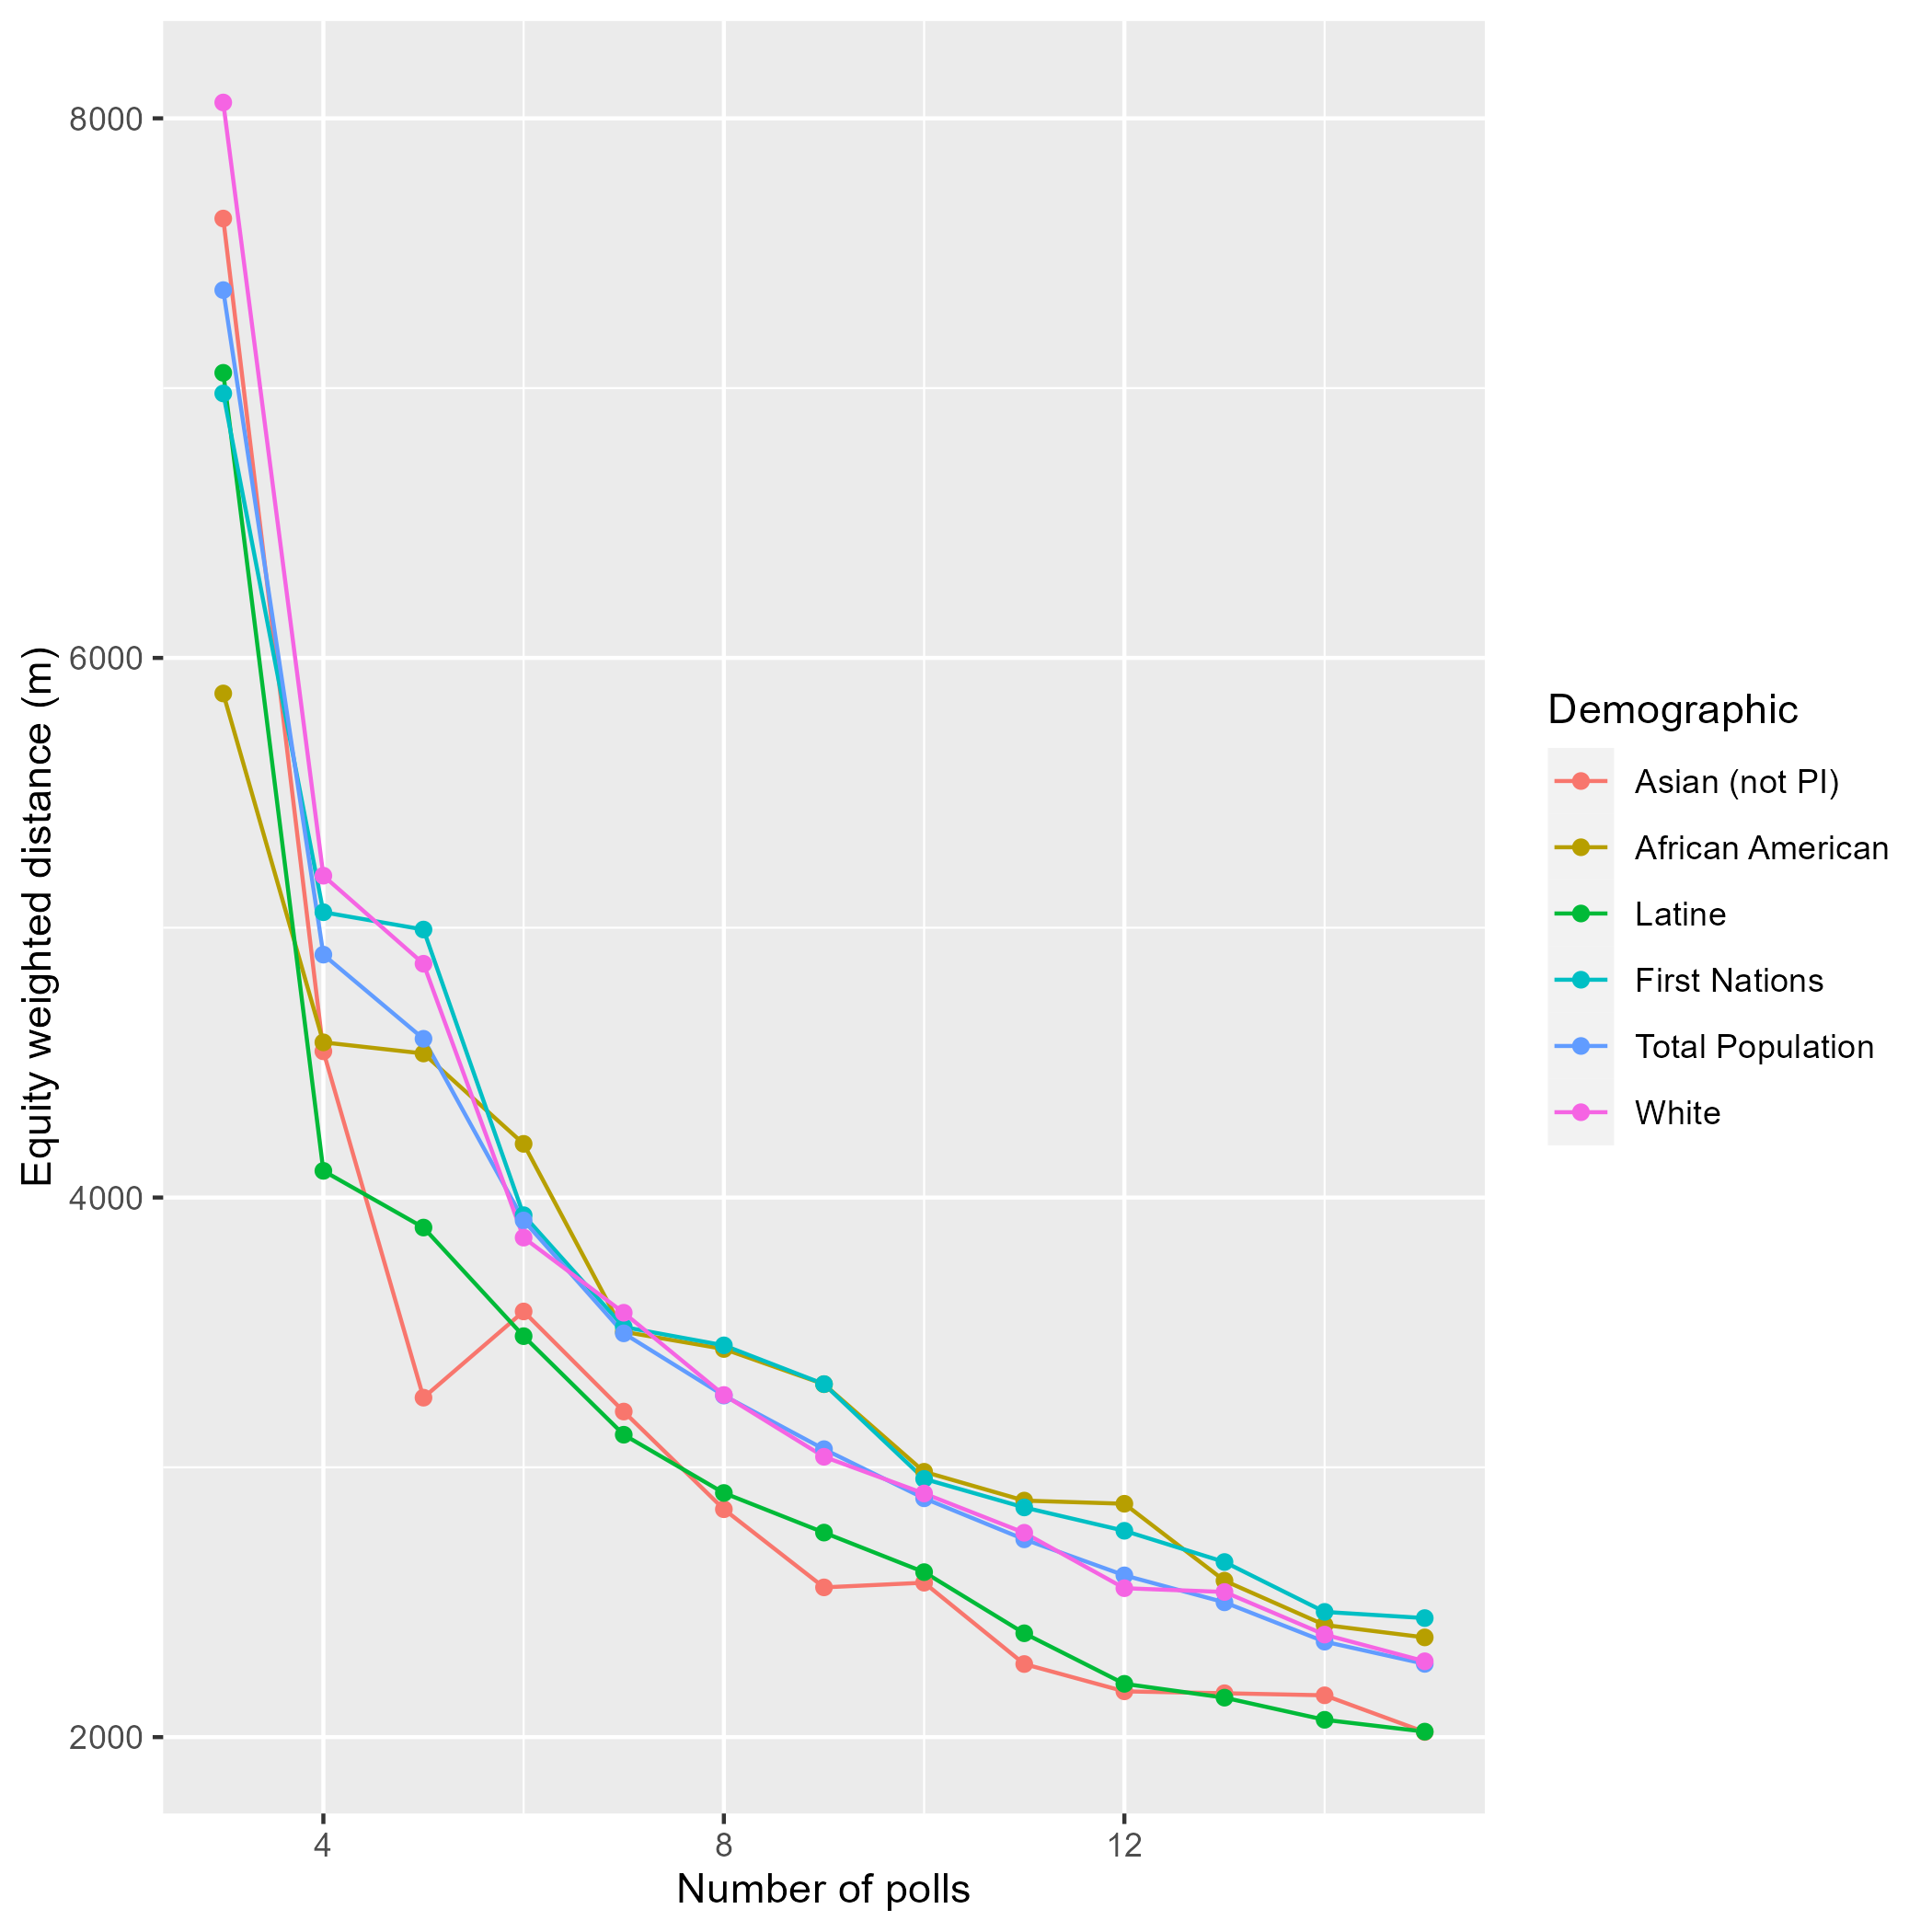 Equity weighted distance (m)
8000
6000
4000
2000
4 8 12
Number of polls
Demographic
Asian (not PI)
African American
Latine
First Nations
Total Population
White